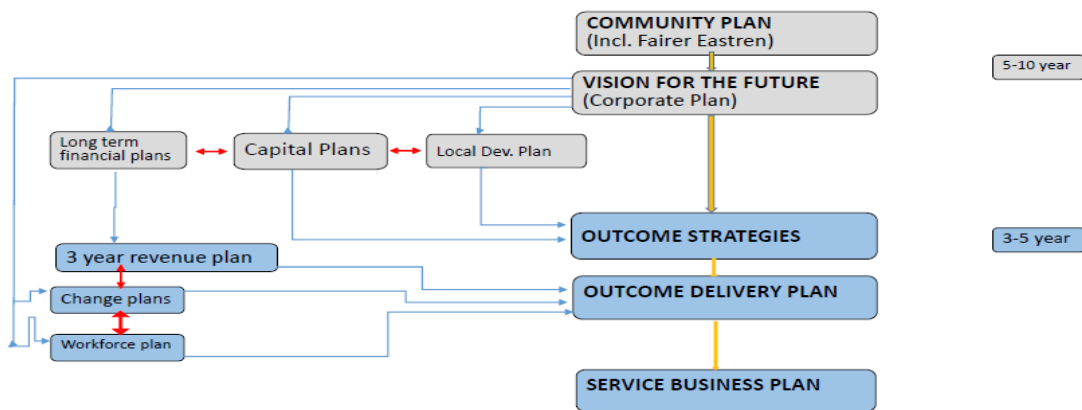 COMMUNITY PLAN
(Incl. Fairer Eastren)
5-10 year
VISION FOR THE FUTURE
(Corporate Plan)
Long term
financial plans
Capital Plans
Local Dev. Plan
OUTCOME STRATEGIES
3-5 year
3 year revenue plan
OUTCOME DELIVERY PLAN
Change plans
Workforce plan
SERVICE BUSINESS PLAN